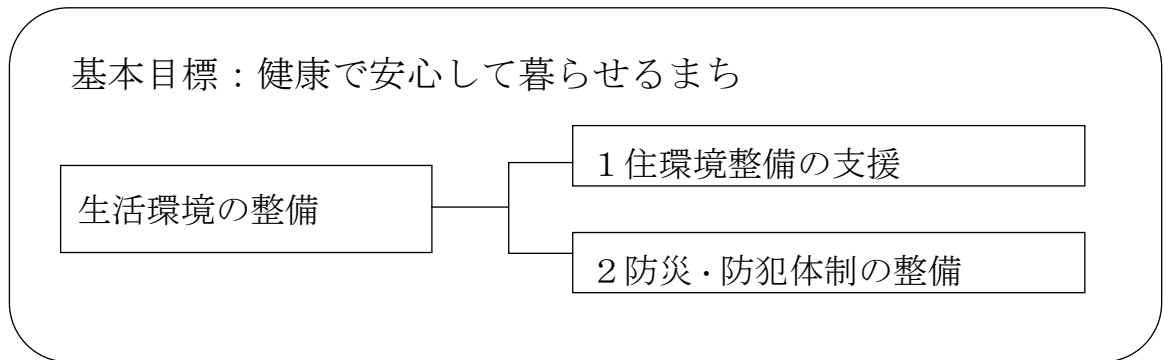 基本目標：健康で安心して暮らせるまち
生活環境の整備
１住環境整備の支援
２防災・防犯体制の整備